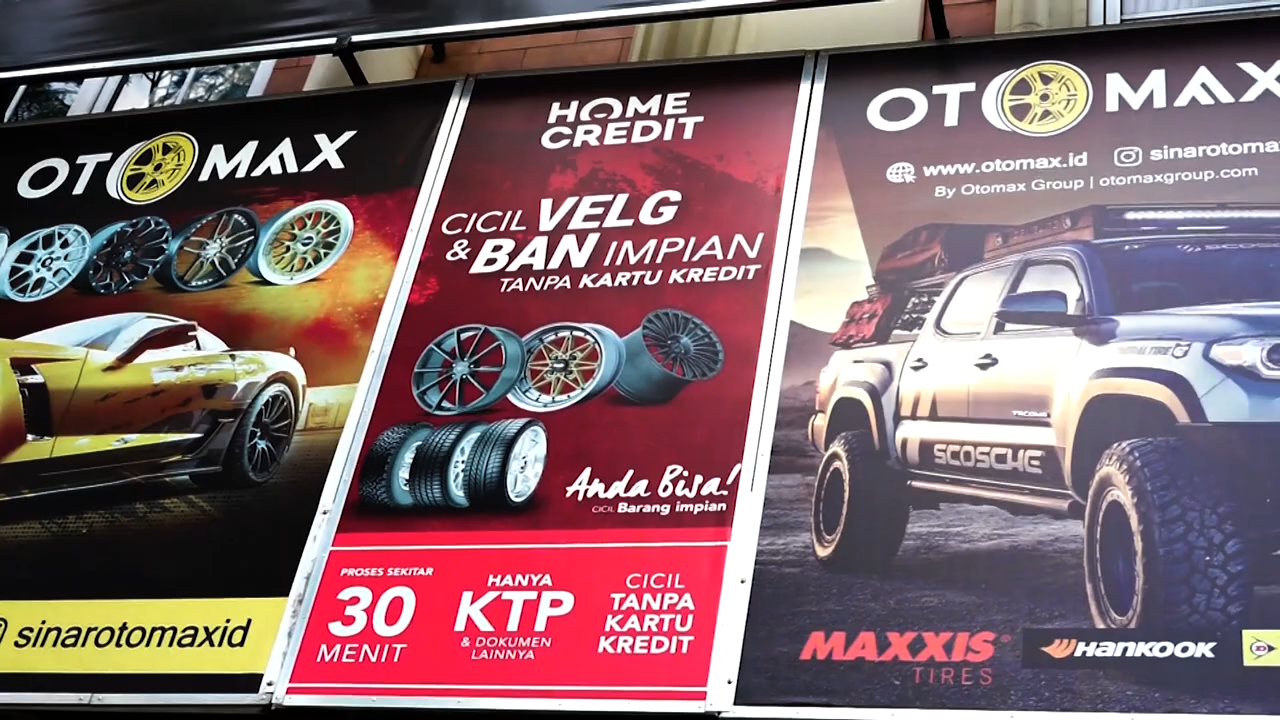 OTOMAX
sinarotomaxid
HOME
CREDIT
CICIL VELG
& BAN IMPIAN
TANPA KARTU KREDIT
Anda Bisa!
CICIL Barang impian
PROSES SEKITAR
30
MENIT
HANYA
KTP
& DOKUMEN
LAINNYA
CICIL
TANPA
KARTU
KREDIT
OTOMAX
www.otomax.id sinarotomax
By Otomax Group | otomaxgroup.com
TACOMA
SCOSCHE
MAXXIS
TIRES
HANKOOK